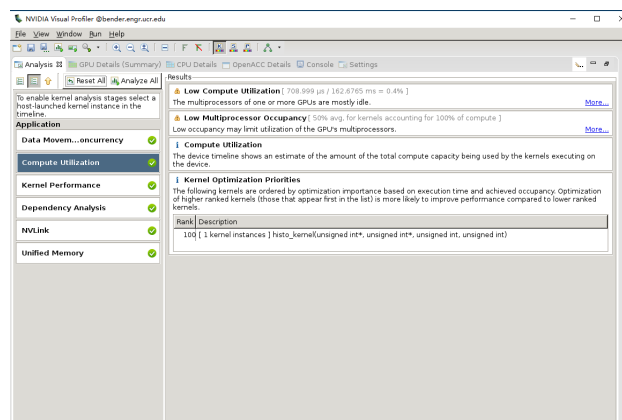 NVIDIA Visual Profiler @bender.engr.ucr.edu
File View Window Run Help
Analysis GPU Details (Summary) CPU Details OpenACC Details Console Settings
Reset All Analyze All
To enable kernel analysis stages select a
host-launched kernel instance in the
timeline.
Application
Data Movem...oncurrency
Compute Utilization
Kernel Performance
Dependency Analysis
NVLink
Unified Memory
Results
Low Compute Utilization [ 708.999 µs / 162.6765 ms = 0.4% ]
The multiprocessors of one or more GPUs are mostly idle. More...
Low Multiprocessor Occupancy [ 50% avg, for kernels accounting for 100% of compute ]
Low occupancy may limit utilization of the GPU's multiprocessors. More...
i Compute Utilization
The device timeline shows an estimate of the amount of the total compute capacity being used by the kernels executing on
the device.
i Kernel Optimization Priorities
The following kernels are ordered by optimization importance based on execution time and achieved occupancy. Optimization
of higher ranked kernels (those that appear first in the list) is more likely to improve performance compared to lower ranked
kernels.
Rank Description
100 [ 1 kernel instances ] histo_kernel(unsigned int*, unsigned int*, unsigned int, unsigned int)